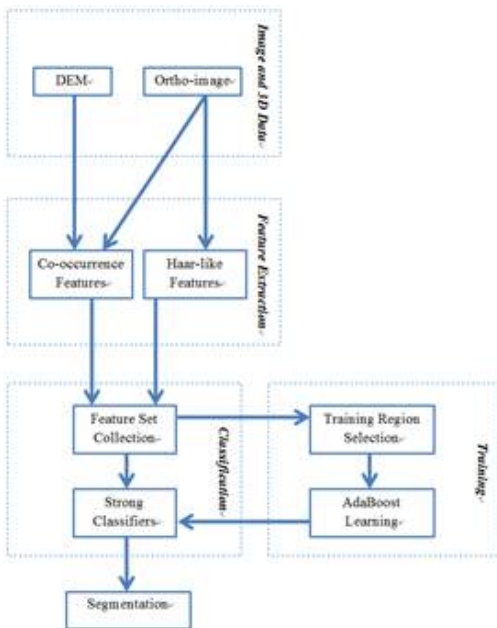 DEM
Ortho-image
Image and 3D Data
Co-occurrence
Features
Haar-like
Features
Feature Extraction
Feature Set
Collection
Strong
Classifiers
Classification
Training Region
Selection
AdaBoost
Learning
Training
Segmentation